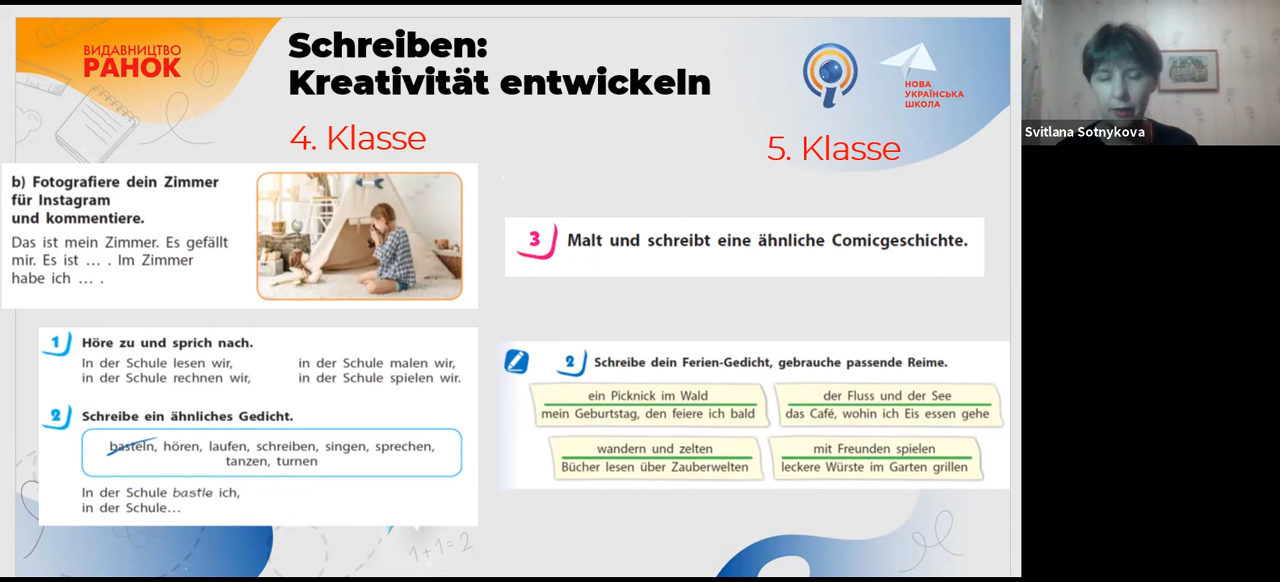 ВИДАВНИЦТВО
РАНОК
Schreiben:
Kreativität entwickeln
НОВА
УКРАЇНСЬКА
ШКОЛА
Svitlana Sotnykova
4. Klasse
5. Klasse
b) Fotografiere dein Zimmer
für Instagram
und kommentiere.
Das ist mein Zimmer. Es gefällt
mir. Es ist … . Im Zimmer
habe ich … .
3 Malt und schreibt eine ähnliche Comicgeschichte.
1 Höre zu und sprich nach.
In der Schule lesen wir,
in der Schule rechnen wir,
in der Schule malen wir,
in der Schule spielen wir.
2 Schreibe ein ähnliches Gedicht.
basteln, hören, laufen, schreiben, singen, sprechen,
tanzen, turnen
In der Schule bastle ich,
in der Schule…
2 Schreibe dein Ferien-Gedicht, gebrauche passende Reime.
ein Picknick im Wald
mein Geburtstag, den feiere ich bald
der Fluss und der See
das Café, wohin ich Eis essen gehe
wandern und zelten
Bücher lesen über Zauberwelten
mit Freunden spielen
leckere Würste im Garten grillen
1+1=2